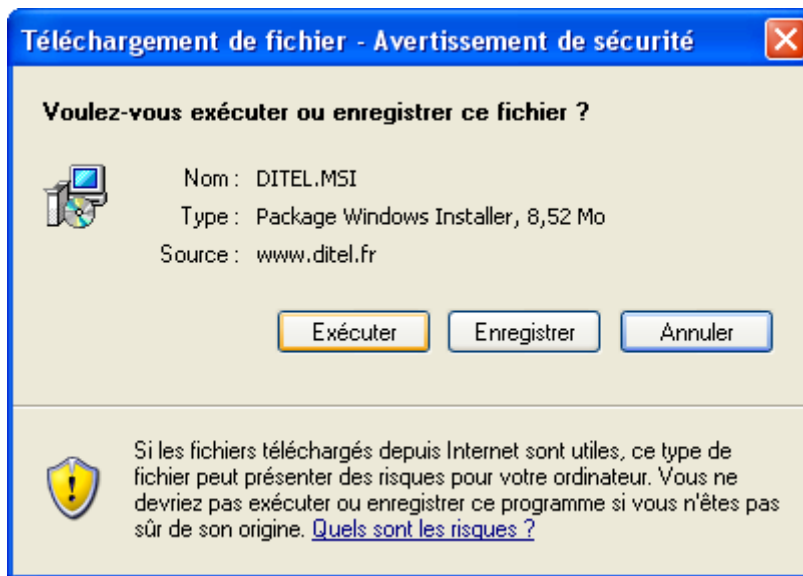 Téléchargement de fichier - Avertissement de sécurité
Voulez-vous exécuter ou enregistrer ce fichier ?
Nom : DITEL.MSI
Type : Package Windows Installer, 8,52 Mo
Source : www.ditel.fr
Exécuter Enregistrer Annuler
Si les fichiers téléchargés depuis Internet sont utiles, ce type de
fichier peut présenter des risques pour votre ordinateur. Vous ne
devriez pas exécuter ou enregistrer ce programme si vous n'êtes pas
sûr de son origine. Quels sont les risques ?